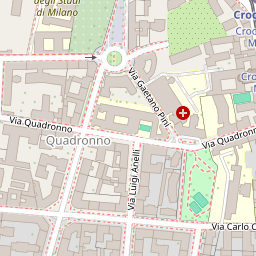 degli Studi
di Milano
Croc
Croc
M
Via Gaetano Pini
Via Quadronno
Quadronno
Via Quadronno
Via Luigi Anelli
Via Carlo C